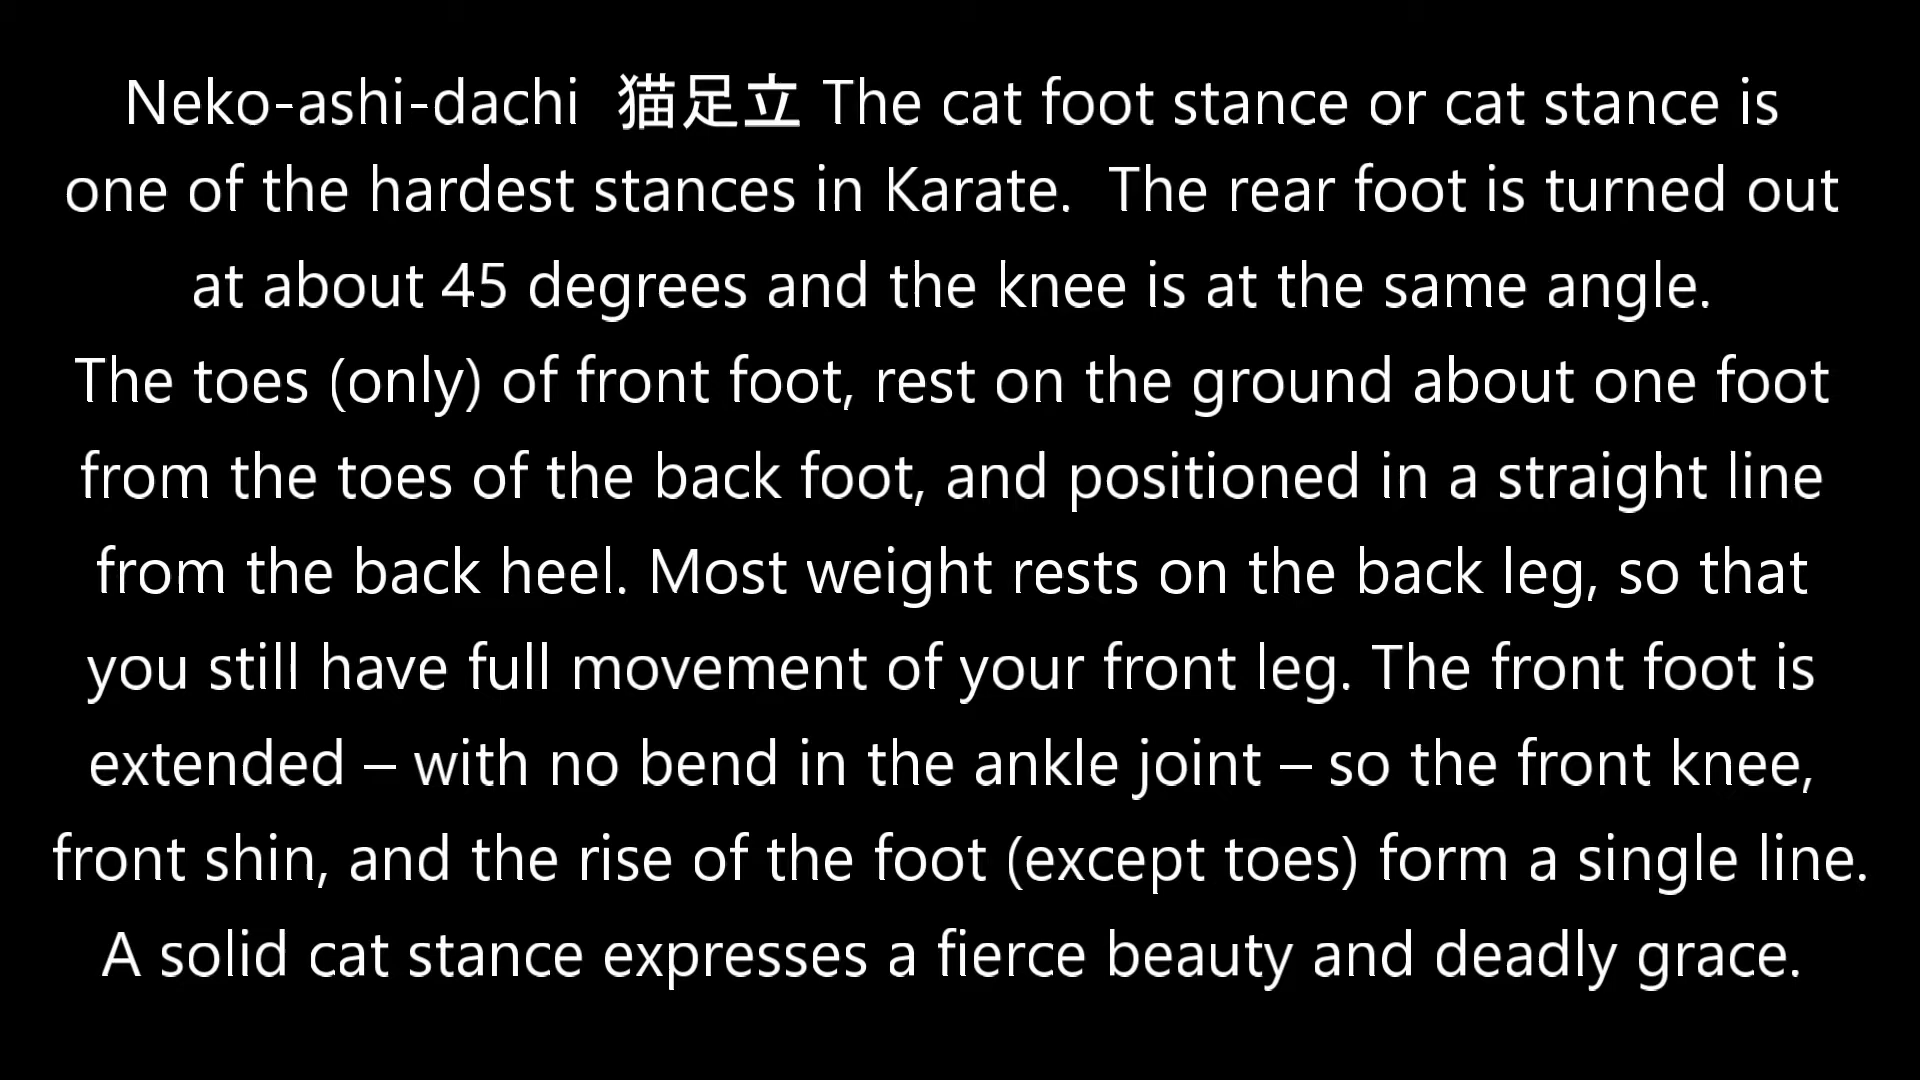 Neko-ashi-dachi 猫足立 The cat foot stance or cat stance is
one of the hardest stances in Karate. The rear foot is turned out
at about 45 degrees and the knee is at the same angle.
The toes (only) of front foot, rest on the ground about one foot
from the toes of the back foot, and positioned in a straight line
from the back heel. Most weight rests on the back leg, so that
you still have full movement of your front leg. The front foot is
extended – with no bend in the ankle joint – so the front knee,
front shin, and the rise of the foot (except toes) form a single line.
A solid cat stance expresses a fierce beauty and deadly grace.